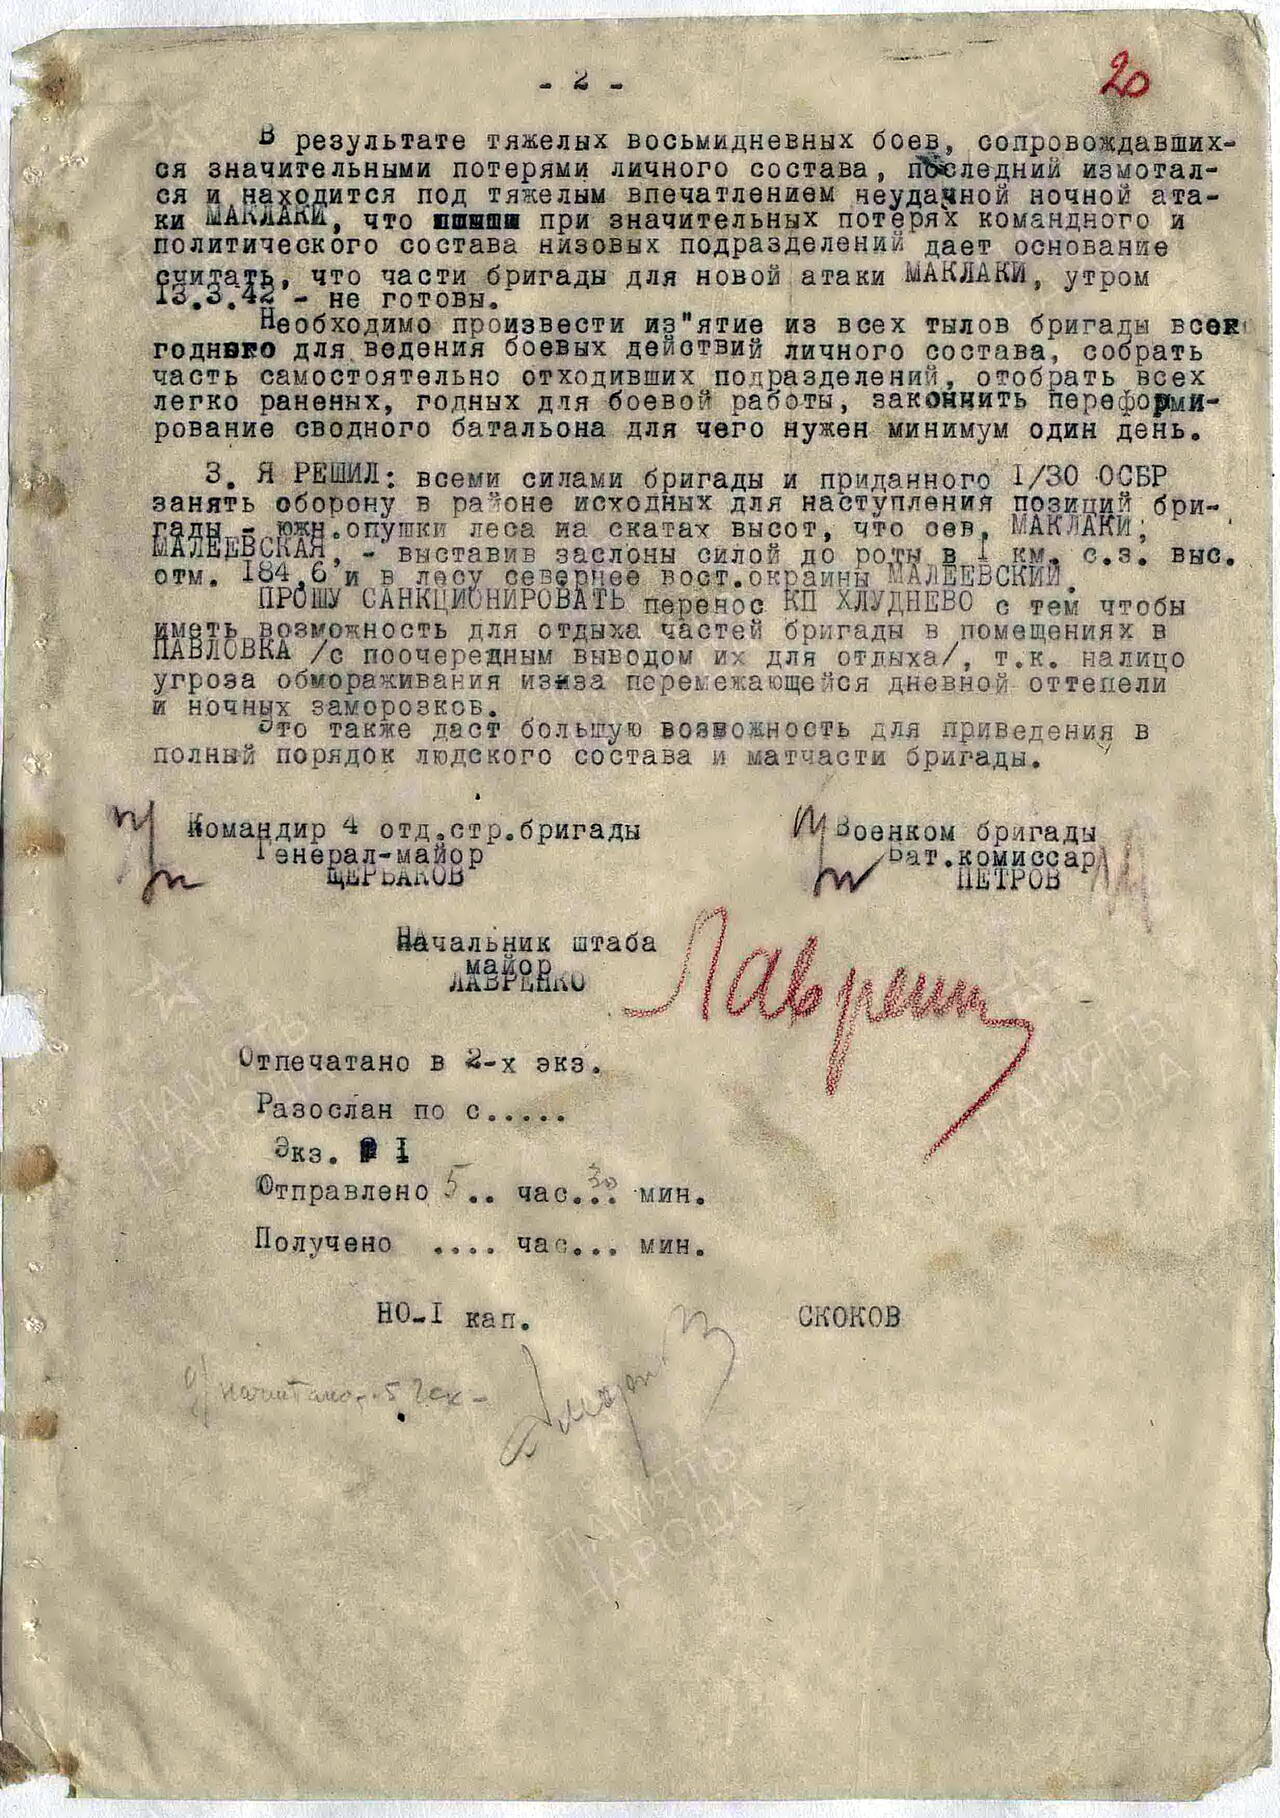 - 2 -
20
В результате тяжелых восьмидневных боев, сопровождавших-
ся значительными потерями личного состава, последний измотал-
ся и находится под тяжелым впечатлением неудачной ночной ата-
ки МАКЛАКИ, что при значительных потерях командного и
политического состава низовых подразделений дает основание
считать, что части бригады для новой атаки МАКЛАКИ, утром
13.3.42 - не готовы.
Необходимо произвести из"ятие из всех тылов бригады всек
годнвго для ведения боевых действий личного состава, собрать
часть самостоятельно отходивших подразделений, отобрать всех
легко раненых, годных для боевой работы, закончить переформи-
рование сводного батальона для чего нужен минимум один день.
3. Я РЕШИЛ: всеми силами бригады и приданного I/30 ОСБР
занять оборону в районе исходных для наступления позиций бри-
гады - южн.опушки леса на скатах высот, что сев. МАКЛАКИ;
МАЛЕЕВСКАЯ, - выставив заслоны силой до роты в I км. с.з. выс.
отм. 184,6 и в лесу севернее вост.окраины МАЛЕЕВСКИЙ.
ПРОШУ САНКЦИОНИРОВАТЬ перенос КП ХЛУДНЕВО с тем чтобы
иметь возможность для отдыха частей бригады в помещениях в
ПАВЛОВКА /с поочередным выводом их для отдыха/, т.к. налицо
угроза обмораживания изиза перемежающейся дневной оттепели
и ночных заморозков.
Это также даст большую возможность для приведения в
полный порядок людского состава и матчасти бригады.
Командир 4 отд.стр.бригады Военком бригады
Генерал-майор Бат.комиссар
ЩЕРБАКОВ ПЕТРОВ
Начальник штаба
майор
ЛАВРЕНКО
Отпечатано в 2-х экз.
Разослан по с.....
Экз. № I
Отправлено 5.. час.30.. мин.
Получено .... час... мин.
НО-I кап. СКОКОВ
ПАМЯТЬ
НАРОДА
ПАМЯТЬ
НАРОДА
ПАМЯТЬ
НАРОДА